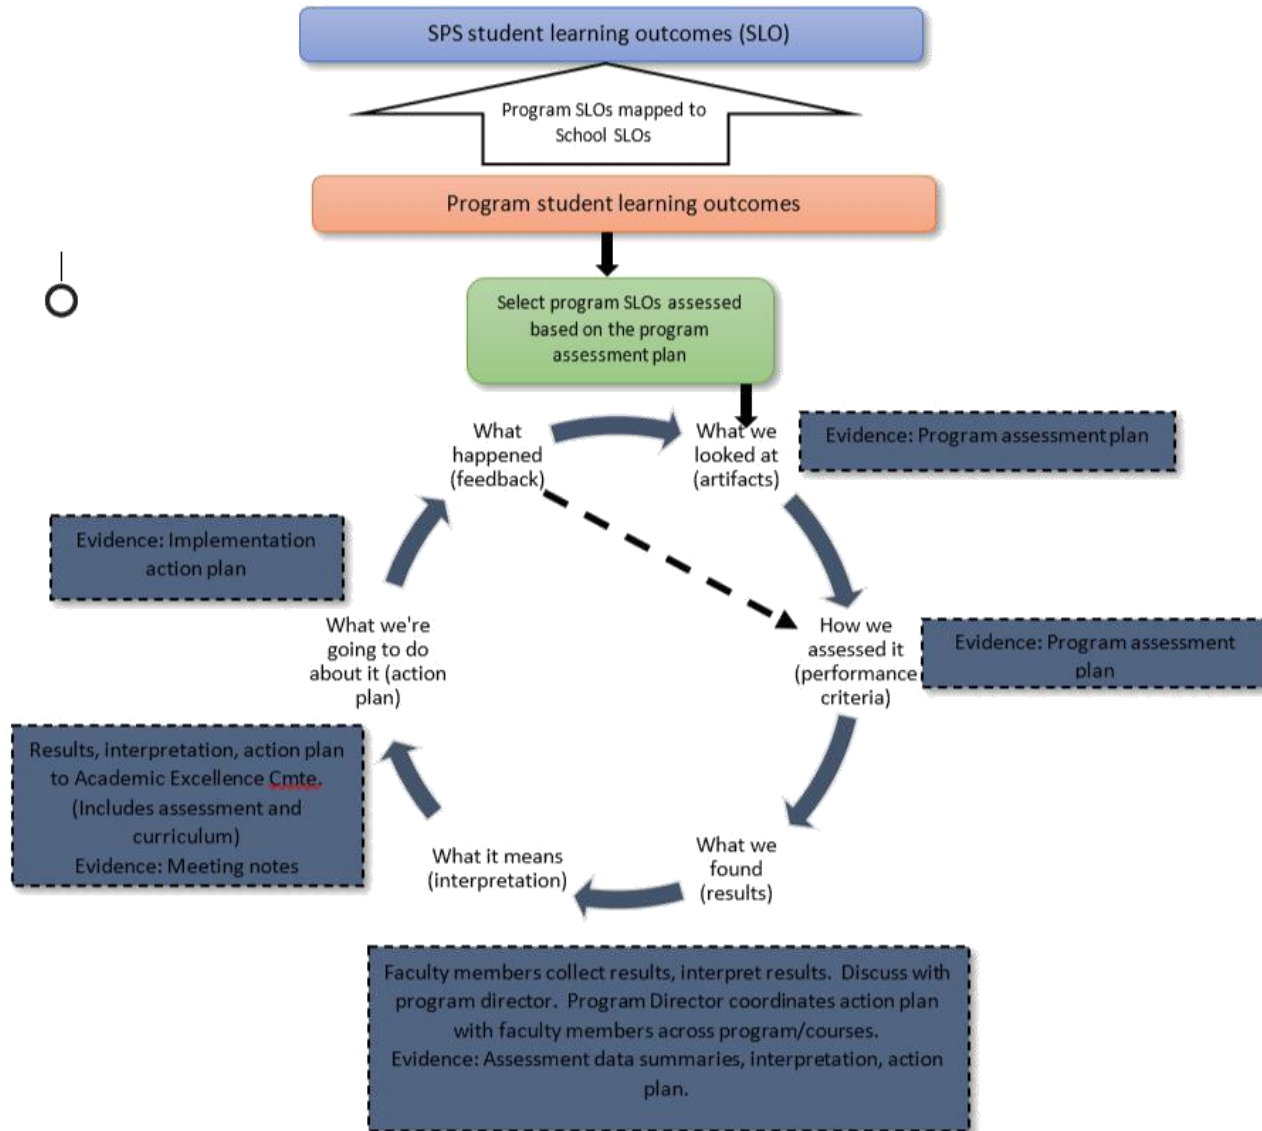 SPS student learning outcomes (SLO)
Program SLOs mapped to
School SLOs
Program student learning outcomes
Select program SLOs assessed
based on the program
assessment plan
What
happened
(feedback)
What we
looked at
(artifacts)
Evidence: Program assessment plan
Evidence: Implementation
action plan
What we're
going to do
about it (action
plan)
How we
assessed it
(performance
criteria)
Evidence: Program assessment
plan
Results, interpretation, action plan
to Academic Excellence Cmte.
(Includes assessment and
curriculum)
Evidence: Meeting notes
What it means
(interpretation)
What we
found
(results)
Faculty members collect results, interpret results. Discuss with
program director. Program Director coordinates action plan
with faculty members across program/courses.
Evidence: Assessment data summaries, interpretation, action
plan.